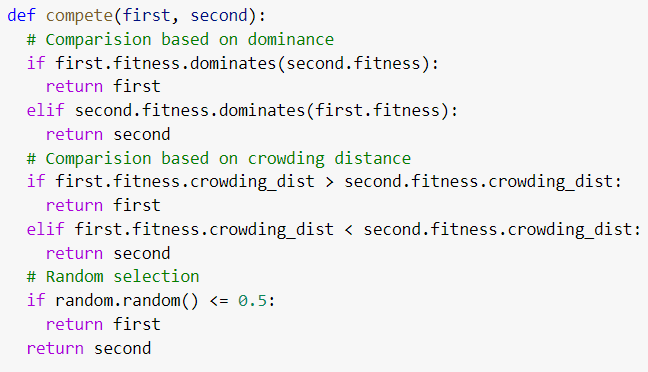 def compete(first, second):
  # Comparision based on dominance
  if first.fitness.dominates(second.fitness):
    return first
  elif second.fitness.dominates(first.fitness):
    return second
  # Comparision based on crowding distance
  if first.fitness.crowding_dist > second.fitness.crowding_dist:
    return first
  elif first.fitness.crowding_dist < second.fitness.crowding_dist:
    return second
  # Random selection
  if random.random() <= 0.5:
    return first
  return second